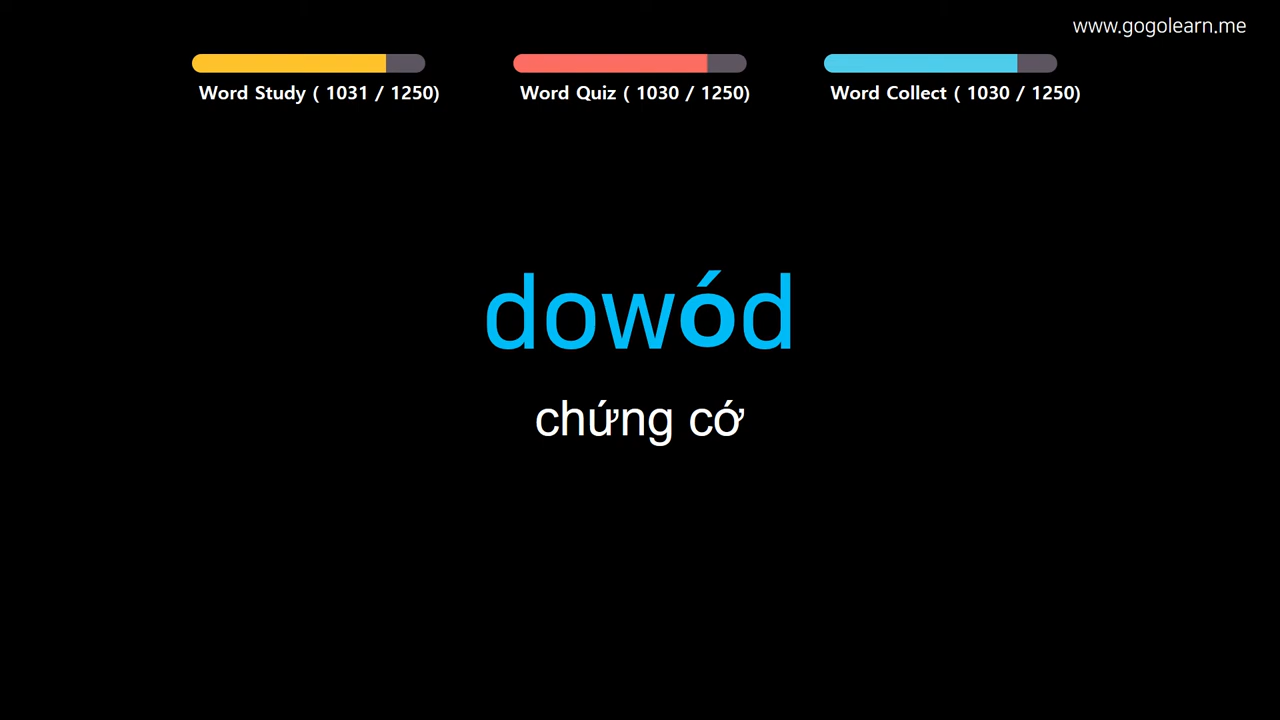 www.gogolearn.me
Word Study ( 1031 / 1250)
Word Quiz ( 1030 / 1250)
Word Collect ( 1030 / 1250)
dowód
chứng cớ